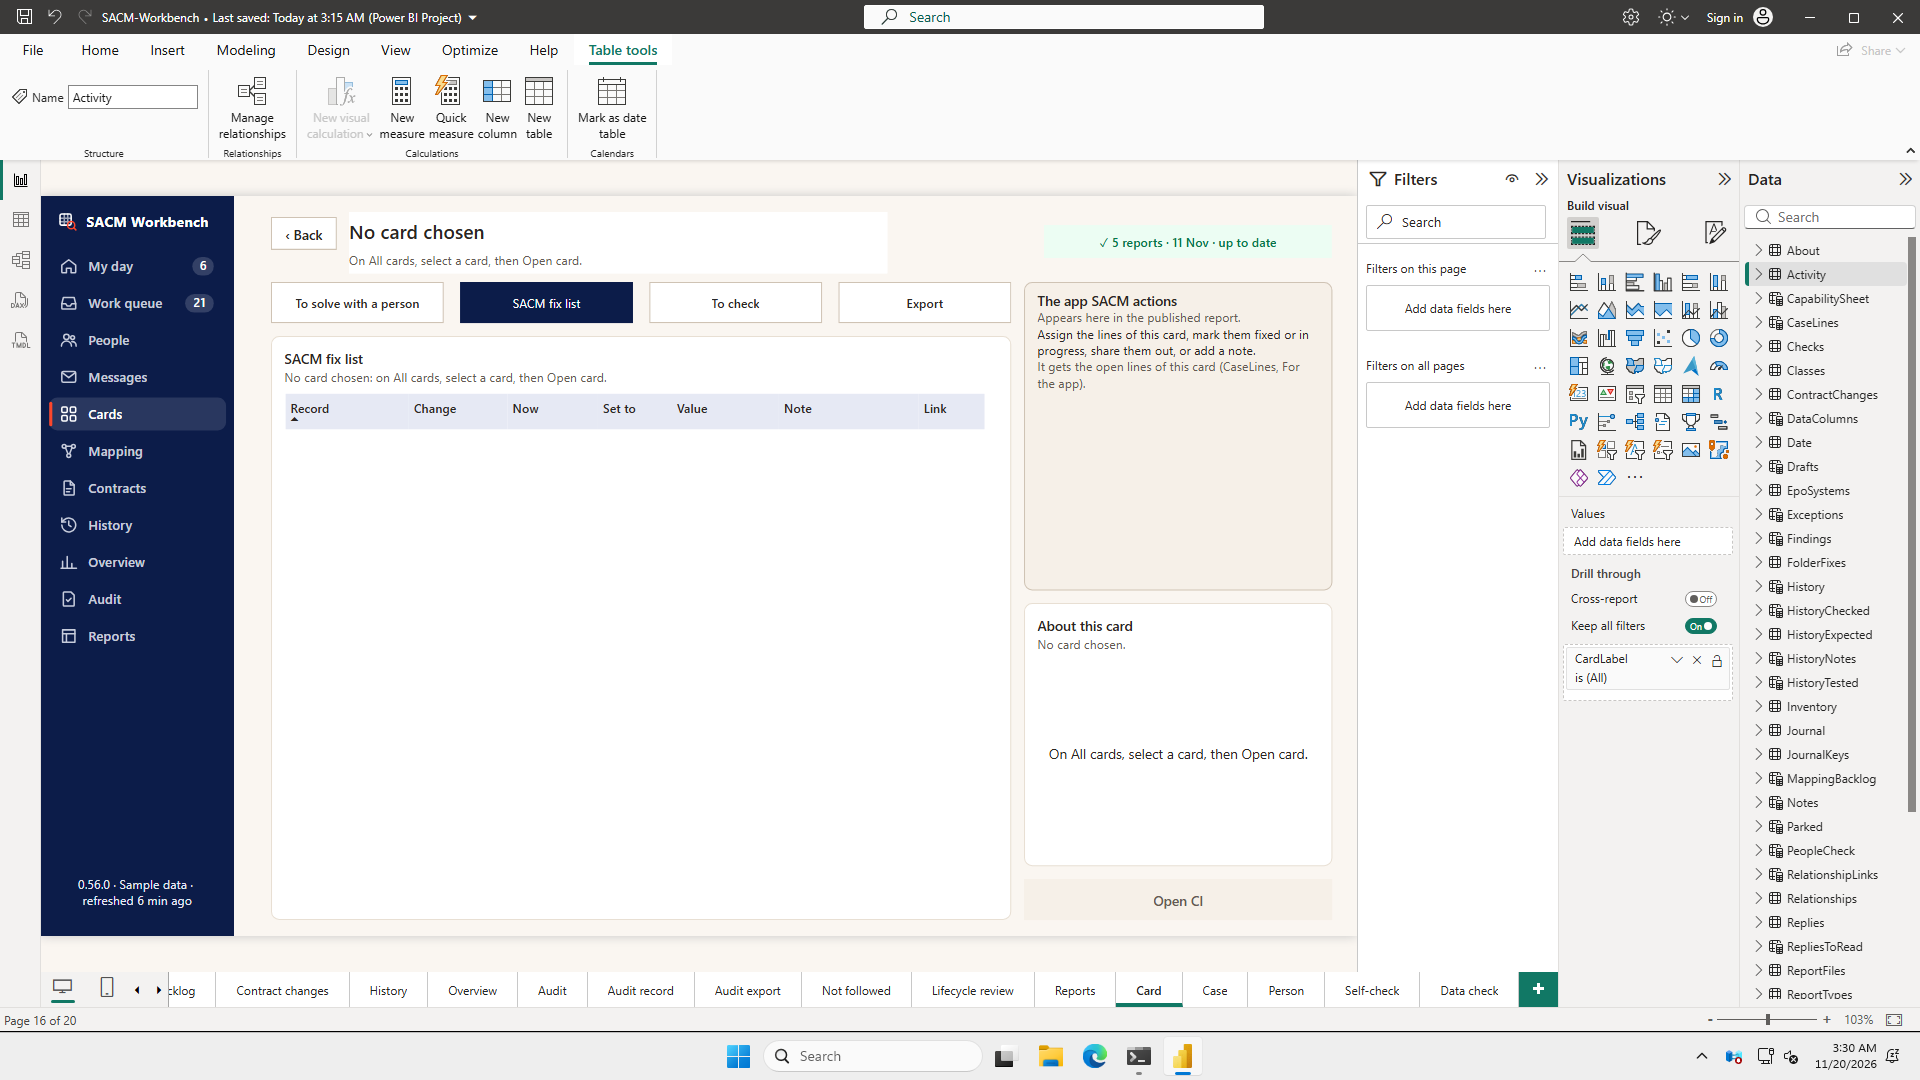 SACM-Workbench • Last saved: Today at 3:15 AM (Power BI Project)
Search
Sign in
File
Home
Insert
Modeling
Design
View
Optimize
Help
Table tools
Share
Name
Activity
Structure
Manage relationships
Relationships
New visual calculation
New measure
Quick measure
New column
New table
Calculations
Mark as date table
Calendars
SACM Workbench
My day 6
Work queue 21
People
Messages
Cards
Mapping
Contracts
History
Overview
Audit
Reports
0.56.0 · Sample data ·
refreshed 6 min ago
‹ Back
No card chosen
On All cards, select a card, then Open card.
✓ 5 reports · 11 Nov · up to date
To solve with a person
SACM fix list
To check
Export
SACM fix list
No card chosen: on All cards, select a card, then Open card.
Record
Change
Now
Set to
Value
Note
Link
The app SACM actions
Appears here in the published report.
Assign the lines of this card, mark them fixed or in
progress, share them out, or add a note.
It gets the open lines of this card (CaseLines, For
the app).
About this card
No card chosen.
On All cards, select a card, then Open card.
Open CI
Filters
Search
Filters on this page
...
Add data fields here
Filters on all pages
...
Add data fields here
Visualizations
Build visual
R
Py
...
Values
Add data fields here
Drill through
Cross-report
Off
Keep all filters
On
CardLabel
is (All)
Data
Search
About
Activity
CapabilitySheet
CaseLines
Checks
Classes
ContractChanges
DataColumns
Date
Drafts
EpoSystems
Exceptions
Findings
FolderFixes
History
HistoryChecked
HistoryExpected
HistoryNotes
HistoryTested
Inventory
Journal
JournalKeys
MappingBacklog
Notes
Parked
PeopleCheck
RelationshipLinks
Relationships
Replies
RepliesToRead
ReportFiles
ReportTypes
cklog
Contract changes
History
Overview
Audit
Audit record
Audit export
Not followed
Lifecycle review
Reports
Card
Case
Person
Self-check
Data check
+
Page 16 of 20
- + 103%
Search
3:30 AM
11/20/2026